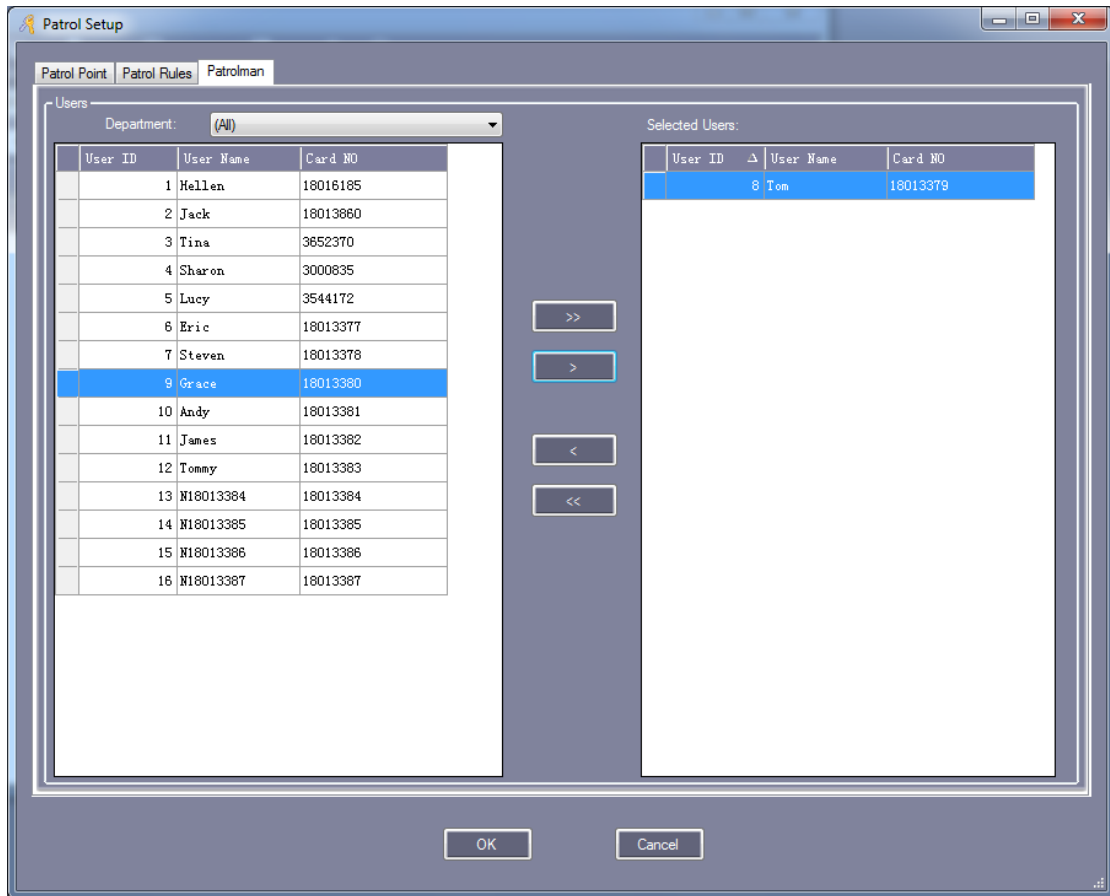 Patrol Setup
Patrol Point Patrol Rules Patrolman
Users
Department: (All) Selected Users:
User ID User Name Card NO User ID Δ User Name Card NO
1 Hellen 18016185 8 Tom 18013379
2 Jack 18013860
3 Tina 3652370
4 Sharon 3000835
5 Lucy 3544172
>>
6 Eric 18013377
7 Steven 18013378
>
9 Grace 18013380
10 Andy 18013381
11 James 18013382
<
12 Tommy 18013383
13 N18013384 18013384
<<
14 N18013385 18013385
15 N18013386 18013386
16 N18013387 18013387
OK Cancel